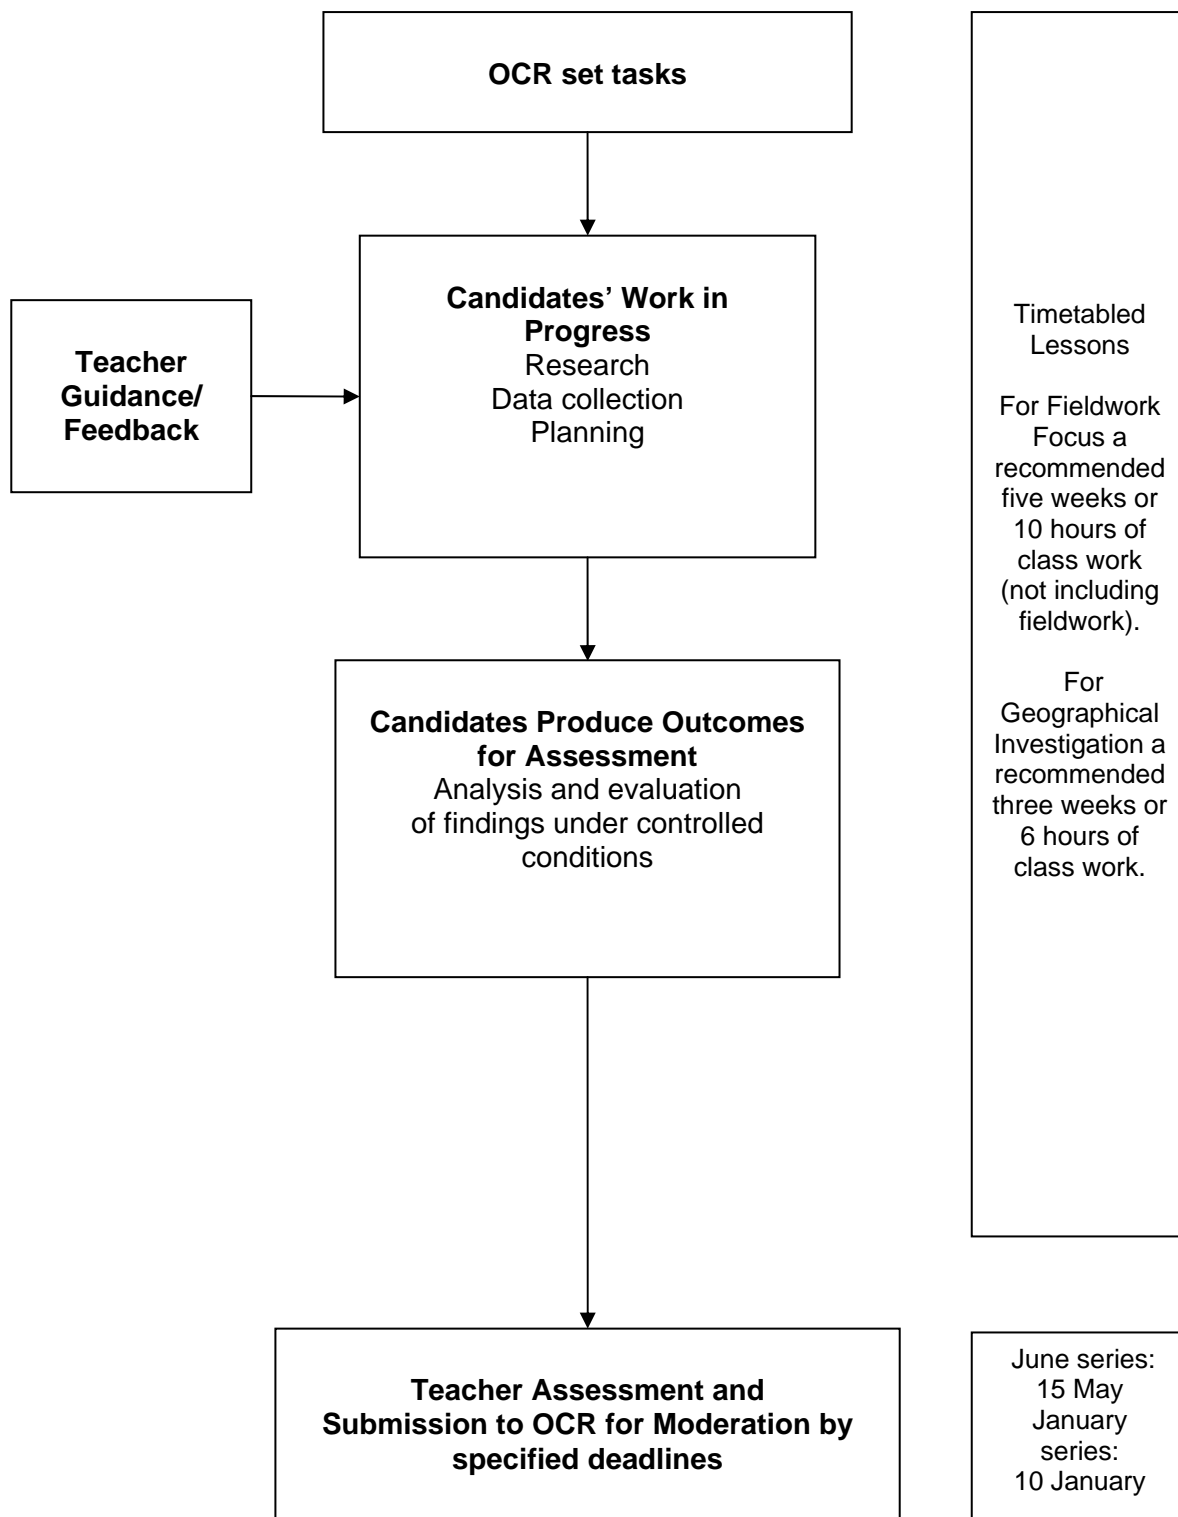 OCR set tasks
Candidates’ Work in
Progress
Research
Data collection
Planning
Teacher
Guidance/
Feedback
Candidates Produce Outcomes
for Assessment
Analysis and evaluation
of findings under controlled
conditions
Teacher Assessment and
Submission to OCR for Moderation by
specified deadlines
Timetabled
Lessons
For Fieldwork
Focus a
recommended
five weeks or
10 hours of
class work
(not including
fieldwork).
For
Geographical
Investigation a
recommended
three weeks or
6 hours of
class work.
June series:
15 May
January
series:
10 January